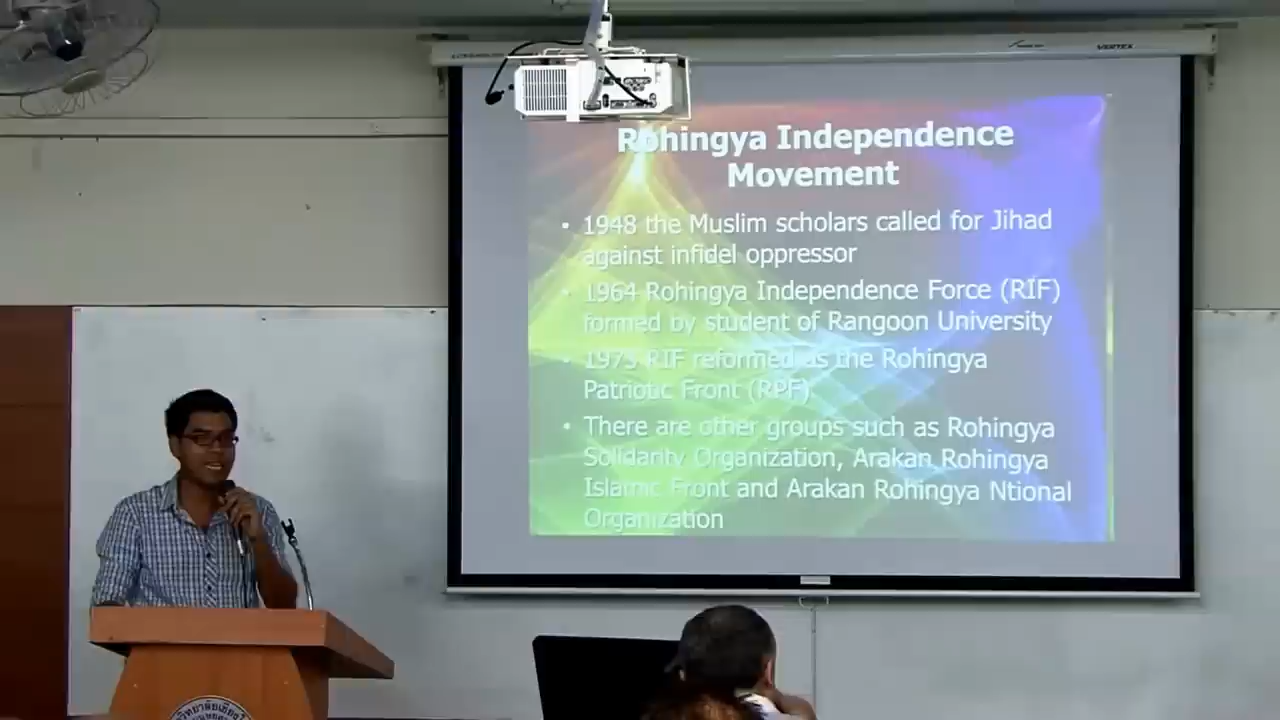 VERTEX
Rohingya Independence
Movement
• 1948 the Muslim scholars called for Jihad
against infidel oppressor
• 1964 Rohingya Independence Force (RIF)
formed by student of Rangoon University
• 1973 RIF reformed as the Rohingya
Patriotic Front (RPF)
• There are other groups such as Rohingya
Solidarity Organization, Arakan Rohingya
Islamic Front and Arakan Rohingya Ntional
Organization